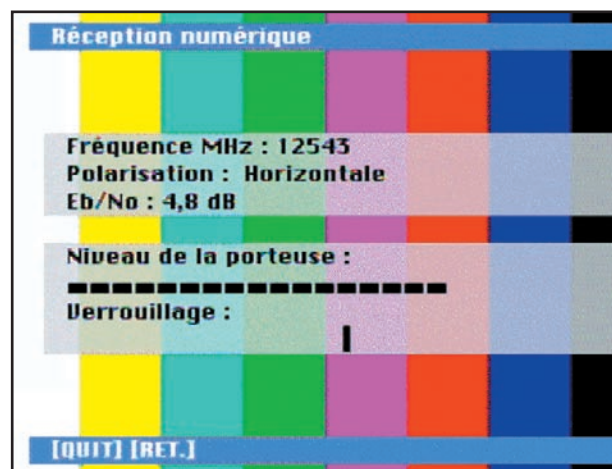 Réception numérique
Fréquence MHz : 12543
Polarisation : Horizontale
Eb/No : 4,8 dB
Niveau de la porteuse :
Verrouillage :
[QUIT] [RET.]